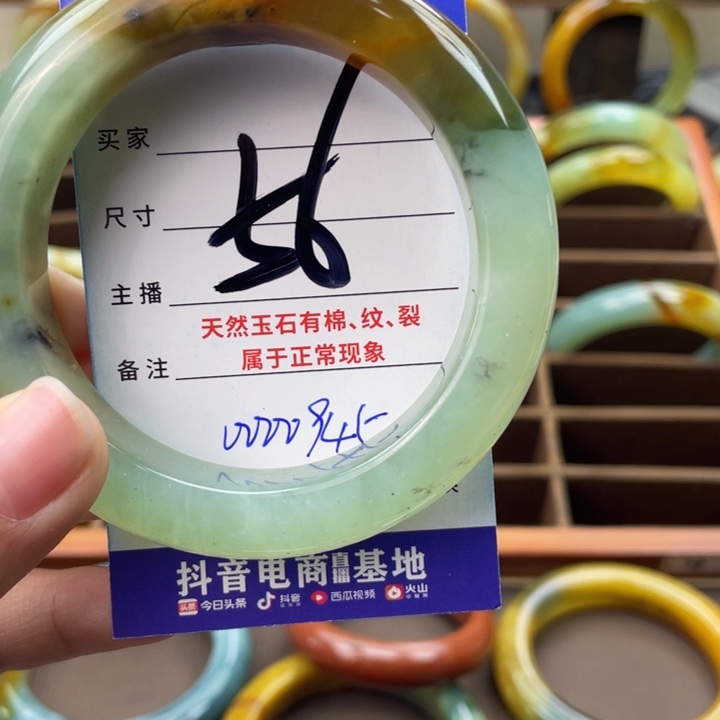 买家
56
尺寸
主播
天然玉石有棉、纹、裂
属于正常现象
备注
抖音电商直播基地
今日头条 抖音 西瓜视频 火山